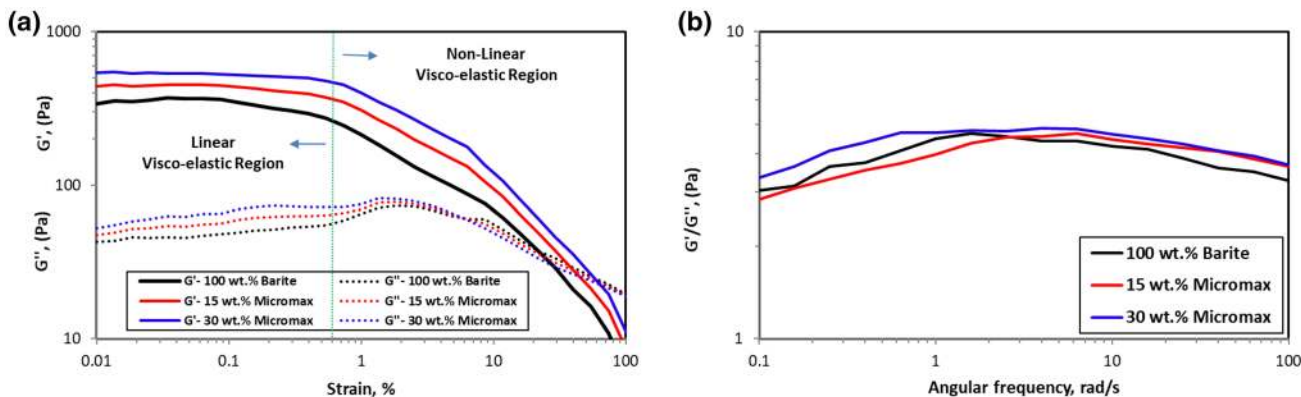 (a)
1000
100
10
G', (Pa)
G'', (Pa)
Non-Linear
Visco-elastic Region
Linear
Visco-elastic Region
G'- 100 wt.% Barite
G''- 100 wt.% Barite
G'- 15 wt.% Micromax
G''- 15 wt.% Micromax
G'- 30 wt.% Micromax
G''- 30 wt.% Micromax
0.01 0.1 1 10 100
Strain, %
(b)
10
1
G'/G'', (Pa)
100 wt.% Barite
15 wt.% Micromax
30 wt.% Micromax
0.1 1 10 100
Angular frequency, rad/s